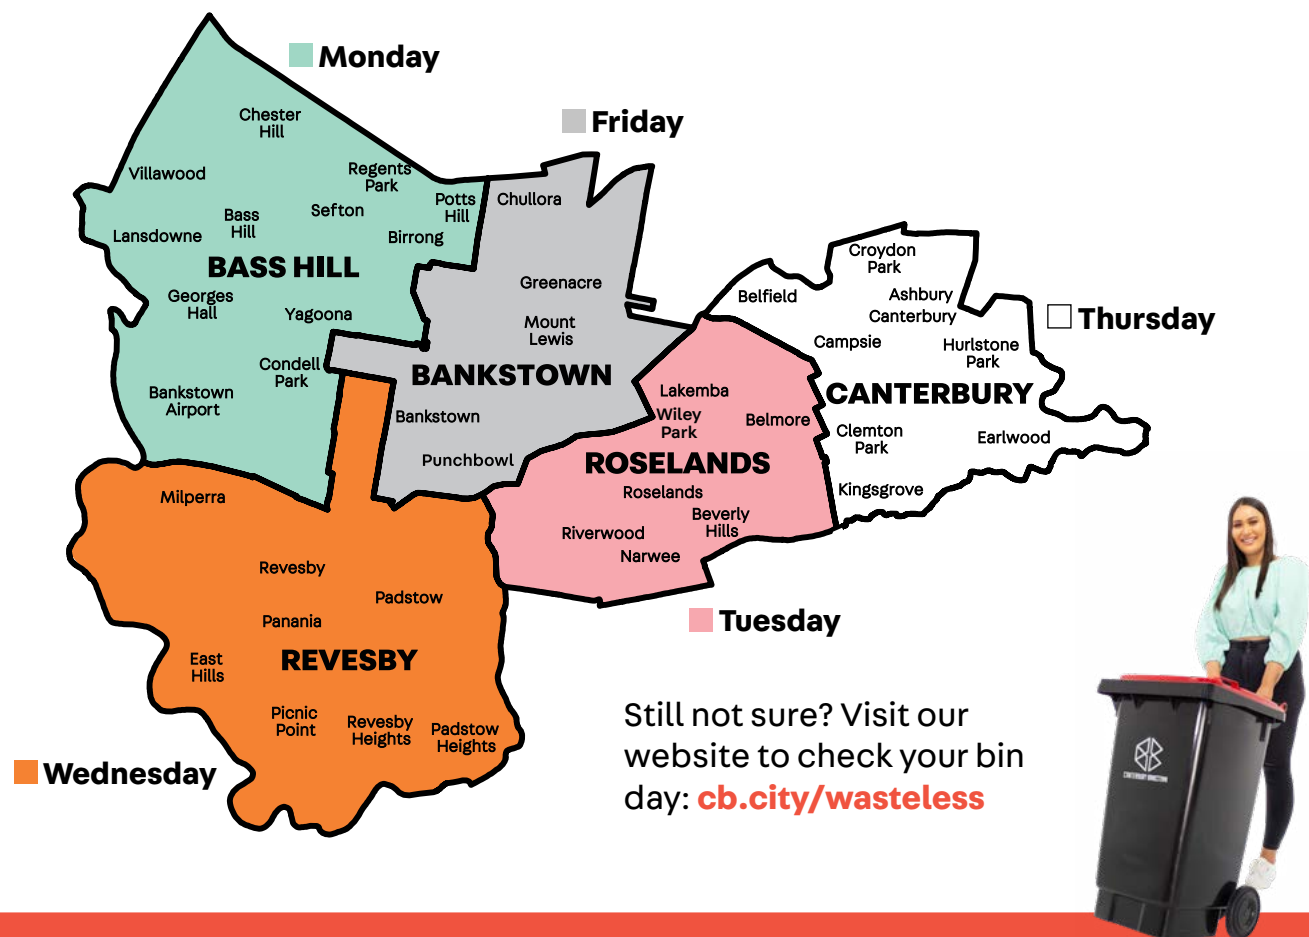 Monday
Friday
Chester
Hill
Villawood
Regents
Park
Potts
Hill
Chullora
Bass
Hill
Sefton
Lansdowne
Birrong
BASS HILL
Georges
Hall
Yagoona
Condell
Park
Bankstown
Airport
Greenacre
Mount
Lewis
BANKSTOWN
Bankstown
Punchbowl
Croydon
Park
Belfield
Ashbury
Canterbury
Campsie
Hurlstone
Park
Thursday
CANTERBURY
Clemton
Park
Earlwood
Kingsgrove
Lakemba
Wiley
Park
Belmore
ROSELANDS
Roselands
Beverly
Hills
Riverwood
Narwee
Tuesday
Milperra
Revesby
Padstow
Panania
East
Hills
REVESBY
Picnic
Point
Revesby
Heights
Padstow
Heights
Wednesday
Still not sure? Visit our
website to check your bin
day: cb.city/wasteless
CANTERBURY BANKSTOWN